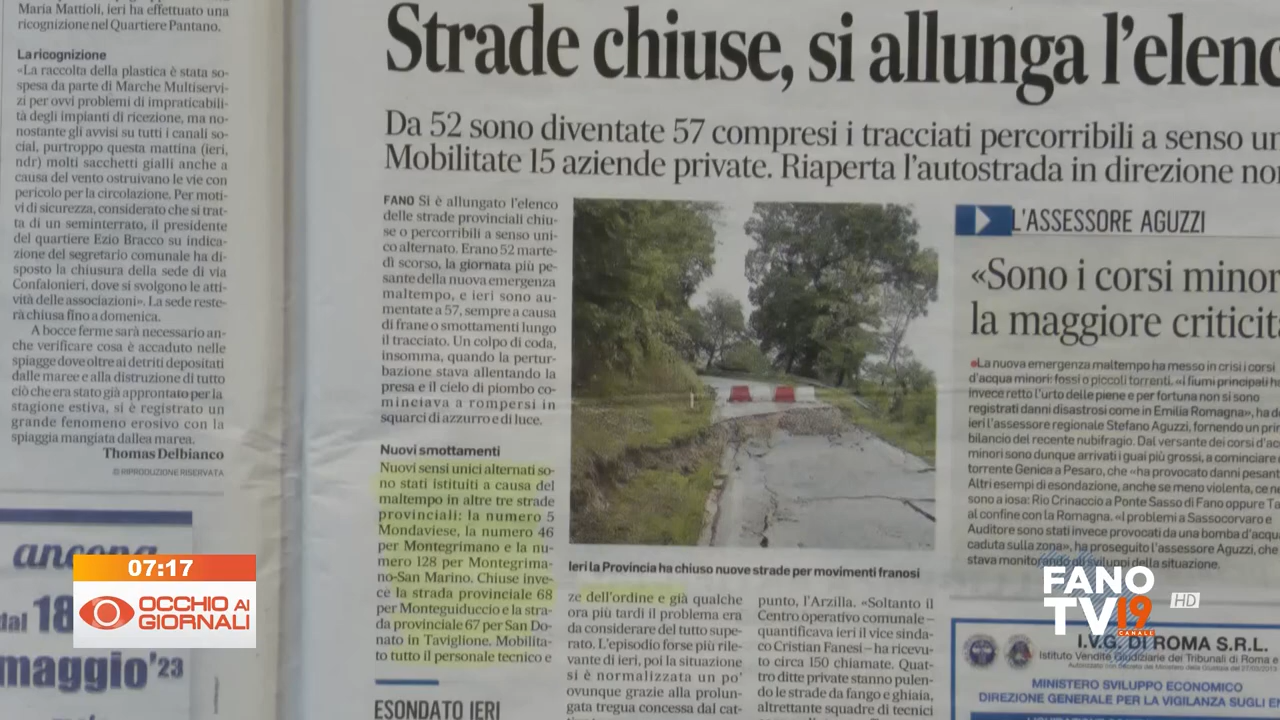 Maria Mattioli, ieri ha effettuato una
ricognizione nel Quartiere Pantano.
La ricognizione
«La raccolta della plastica è stata so-
spesa da parte di Marche Multiservi-
zi per ovvi problemi di impraticabili-
tà degli impianti di ricezione, ma no-
nostante gli avvisi su tutti i canali so-
cial, purtroppo questa mattina (ieri,
ndr) molti sacchetti gialli anche a
causa del vento ostruivano le vie con
pericolo per la circolazione. Per moti-
vi di sicurezza, considerato che si trat-
ta di un seminterrato, il presidente
del quartiere Ezio Bracco su indica-
zione del segretario comunale ha di-
sposto la chiusura della sede di via
Confalonieri, dove si svolgono le atti-
vità delle associazioni». La sede reste-
rà chiusa fino a domenica.
A bocce ferme sarà necessario an-
che verificare cosa è accaduto nelle
spiagge dove oltre ai detriti depositati
dalle maree e alla distruzione di tutto
ciò che era stato già approntato per la
stagione estiva, si è registrato un
grande fenomeno erosivo con la
spiaggia mangiata dallea marea.
Thomas Delbianco
© RIPRODUZIONE RISERVATA
ancona
dal 18
maggio'23
07:17
OCCHIO AI
GIORNALI
Strade chiuse, si allunga l'elenc
Da 52 sono diventate 57 compresi i tracciati percorribili a senso un
Mobilitate 15 aziende private. Riaperta l'autostrada in direzione no
FANO Si è allungato l'elenco
delle strade provinciali chiu-
se o percorribili a senso uni-
co alternato. Erano 52 marte-
dì scorso, la giornata più pe-
sante della nuova emergenza
maltempo, e ieri sono au-
mentate a 57, sempre a causa
di frane o smottamenti lungo
il tracciato. Un colpo di coda,
insomma, quando la pertur-
bazione stava allentando la
presa e il cielo di piombo co-
minciava a rompersi in
squarci di azzurro e di luce.
Nuovi smottamenti
Nuovi sensi unici alternati so-
no stati istituiti a causa del
maltempo in altre tre strade
provinciali: la numero 5
Mondaviese, la numero 46
per Montegrimano e la nu-
mero 128 per Montegrima-
no-San Marino. Chiuse inve-
ce la strada provinciale 68
per Monteguiduccio e la stra-
da provinciale 67 per San Do-
nato in Taviglione. Mobilita-
to tutto il personale tecnico e
ESONDATO IERI
Ieri la Provincia ha chiuso nuove strade per movimenti franosi
ze dell'ordine e già qualche
ora più tardi il problema era
da considerare del tutto supe-
rato. L'episodio forse più rile-
vante di ieri, poi la situazione
si è normalizzata un po'
ovunque grazie alla prolun-
gata tregua concessa dal cat-
punto, l'Arzilla. «Soltanto il
Centro operativo comunale –
quantificava ieri il vice sinda-
co Cristian Fanesi – ha ricevu-
to circa 150 chiamate. Quat-
tro ditte private stanno pulen-
do le strade da fango e ghiaia,
altrettante squadre di tecnici
L'ASSESSORE AGUZZI
«Sono i corsi minor
la maggiore criticit
La nuova emergenza maltempo ha messo in crisi i corsi
d'acqua minori: fossi o piccoli torrenti. «I fiumi principali h
invece retto l'urto delle piene e per fortuna non si sono
registrati danni disastrosi come in Emilia Romagna», ha d
ieri l'assessore regionale Stefano Aguzzi, fornendo un prin
bilancio del recente nubifragio. Dal versante dei corsi d'ac
minori sono dunque arrivati i guai più grossi, a cominciare d
torrente Genica a Pesaro, che «ha provocato danni pesant
Altri esempi di esondazione, anche se meno violenta, ce ne
sono a iosa: Rio Crinaccio a Ponte Sasso di Fano oppure Ta
al confine con la Romagna. «I problemi a Sassocorvaro e
Auditore sono stati invece provocati da una bomba d'acqua
caduta sulla zona», ha proseguito l'assessore Aguzzi, che
stava monitorando gli sviluppi della situazione.
FANO
TV19
CANALE
HD
I.V.G. DI ROMA S.R.L.
Istituto Vendite Giudiziarie dei Tribunali di Roma e
MINISTERO SVILUPPO ECONOMICO
DIREZIONE GENERALE PER LA VIGILANZA SUGLI E